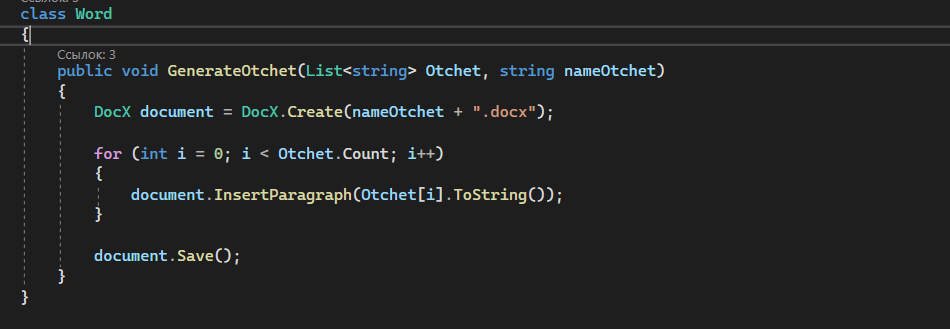 class Word
{
Ссылок: 3
public void GenerateOtchet(List<string> Otchet, string nameOtchet)
{
DocX document = DocX.Create(nameOtchet + ".docx");
for (int i = 0; i < Otchet.Count; i++)
{
document.InsertParagraph(Otchet[i].ToString());
}
document.Save();
}
}